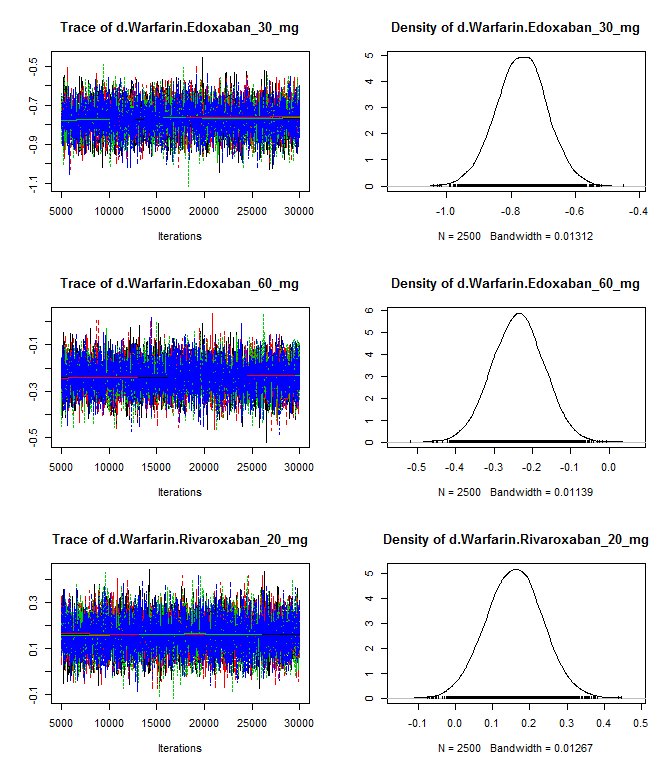 Trace of d.Warfarin.Edoxaban_30_mg
Density of d.Warfarin.Edoxaban_30_mg
-0.5
-0.7
-0.9
-1.1
5000 10000 15000 20000 25000 30000
Iterations
5
4
3
2
1
0
-1.0 -0.8 -0.6 -0.4
N = 2500 Bandwidth = 0.01312
Trace of d.Warfarin.Edoxaban_60_mg
Density of d.Warfarin.Edoxaban_60_mg
-0.1
-0.3
-0.5
5000 10000 15000 20000 25000 30000
Iterations
6
5
4
3
2
1
0
-0.5 -0.4 -0.3 -0.2 -0.1 0.0
N = 2500 Bandwidth = 0.01139
Trace of d.Warfarin.Rivaroxaban_20_mg
Density of d.Warfarin.Rivaroxaban_20_mg
0.3
0.1
-0.1
5000 10000 15000 20000 25000 30000
Iterations
5
4
3
2
1
0
-0.1 0.0 0.1 0.2 0.3 0.4 0.5
N = 2500 Bandwidth = 0.01267